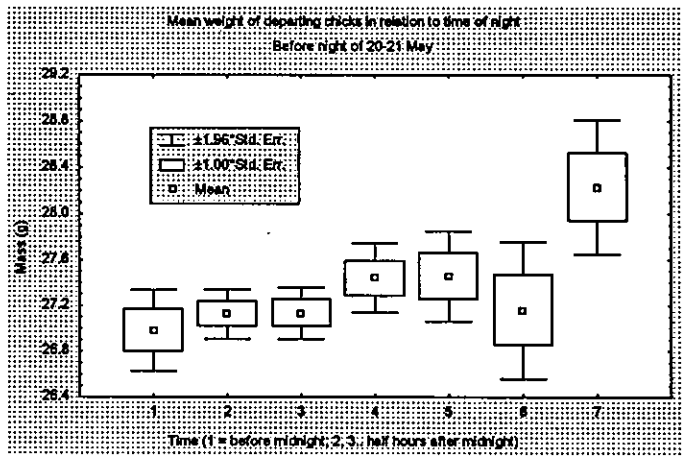 Mean weight of departing chicks in relation to time of night
Before night of 20-21 May
29.2
28.8
28.4
28.0
27.6
27.2
26.8
26.4
Mass (g)
±1.96*Std. Err.
±1.00*Std. Err.
Mean
1 2 3 4 5 6 7
Time (1 = before midnight; 2, 3.. half hours after midnight)